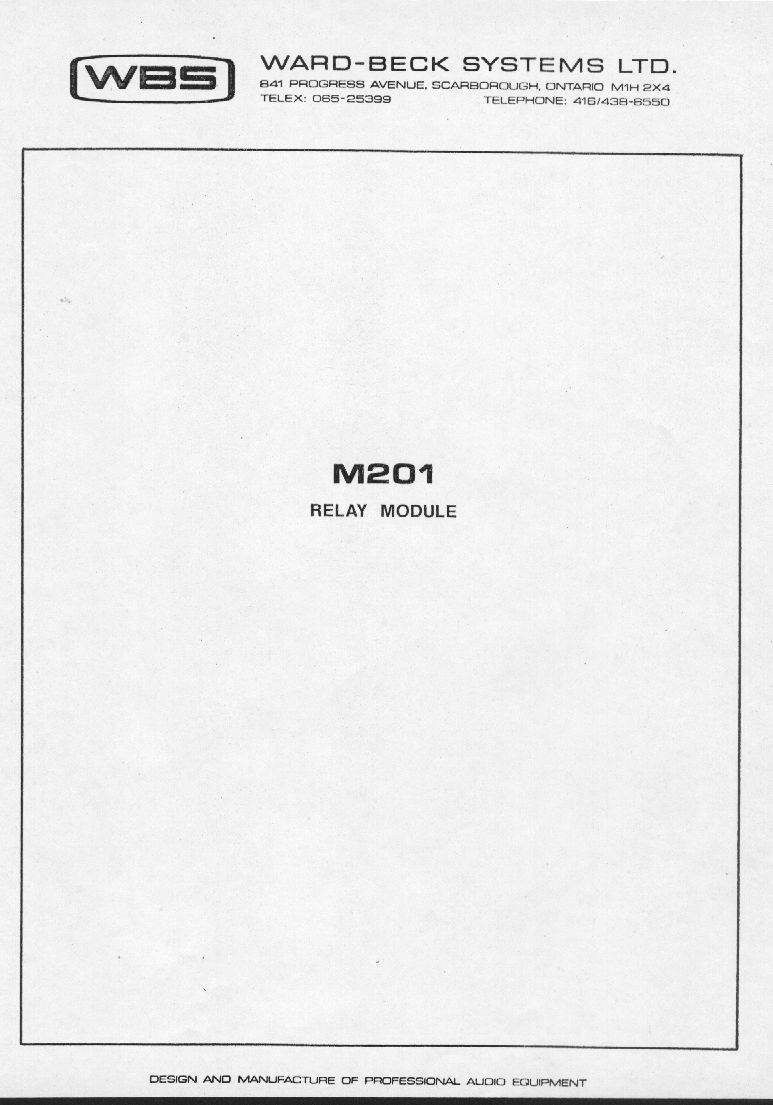 WBS
WARD-BECK SYSTEMS LTD.
841 PROGRESS AVENUE, SCARBOROUGH, ONTARIO M1H 2X4
TELEX: 065-25399 TELEPHONE: 416/438-6550
M201
RELAY MODULE
DESIGN AND MANUFACTURE OF PROFESSIONAL AUDIO EQUIPMENT